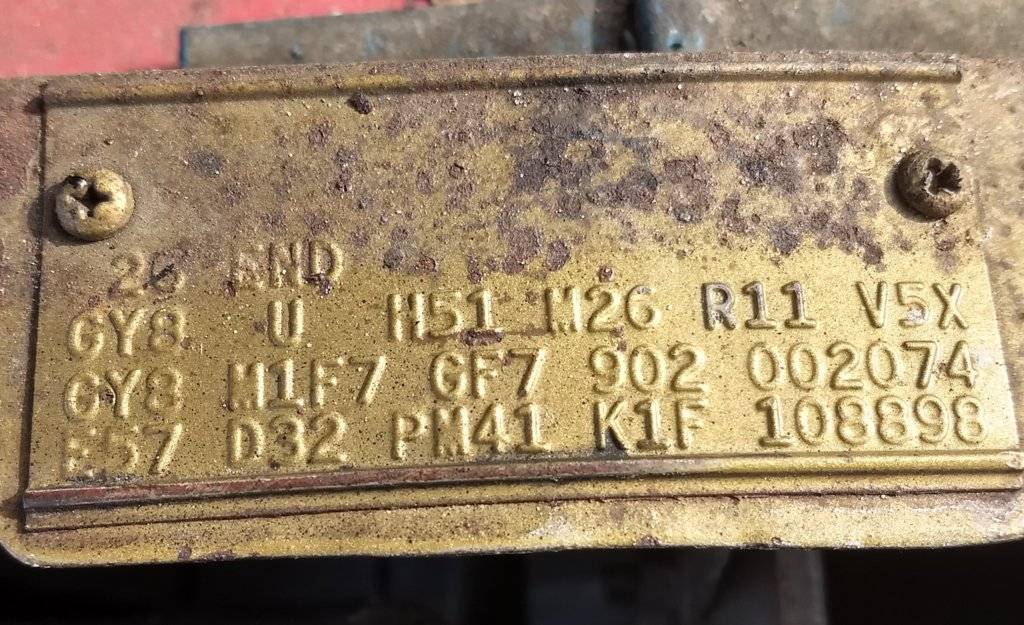 26 END
GY8 U H51 M26 R11 V5X
GY8 M1F7 GF7 902 002074
E57 D32 PM41 K1F 108898